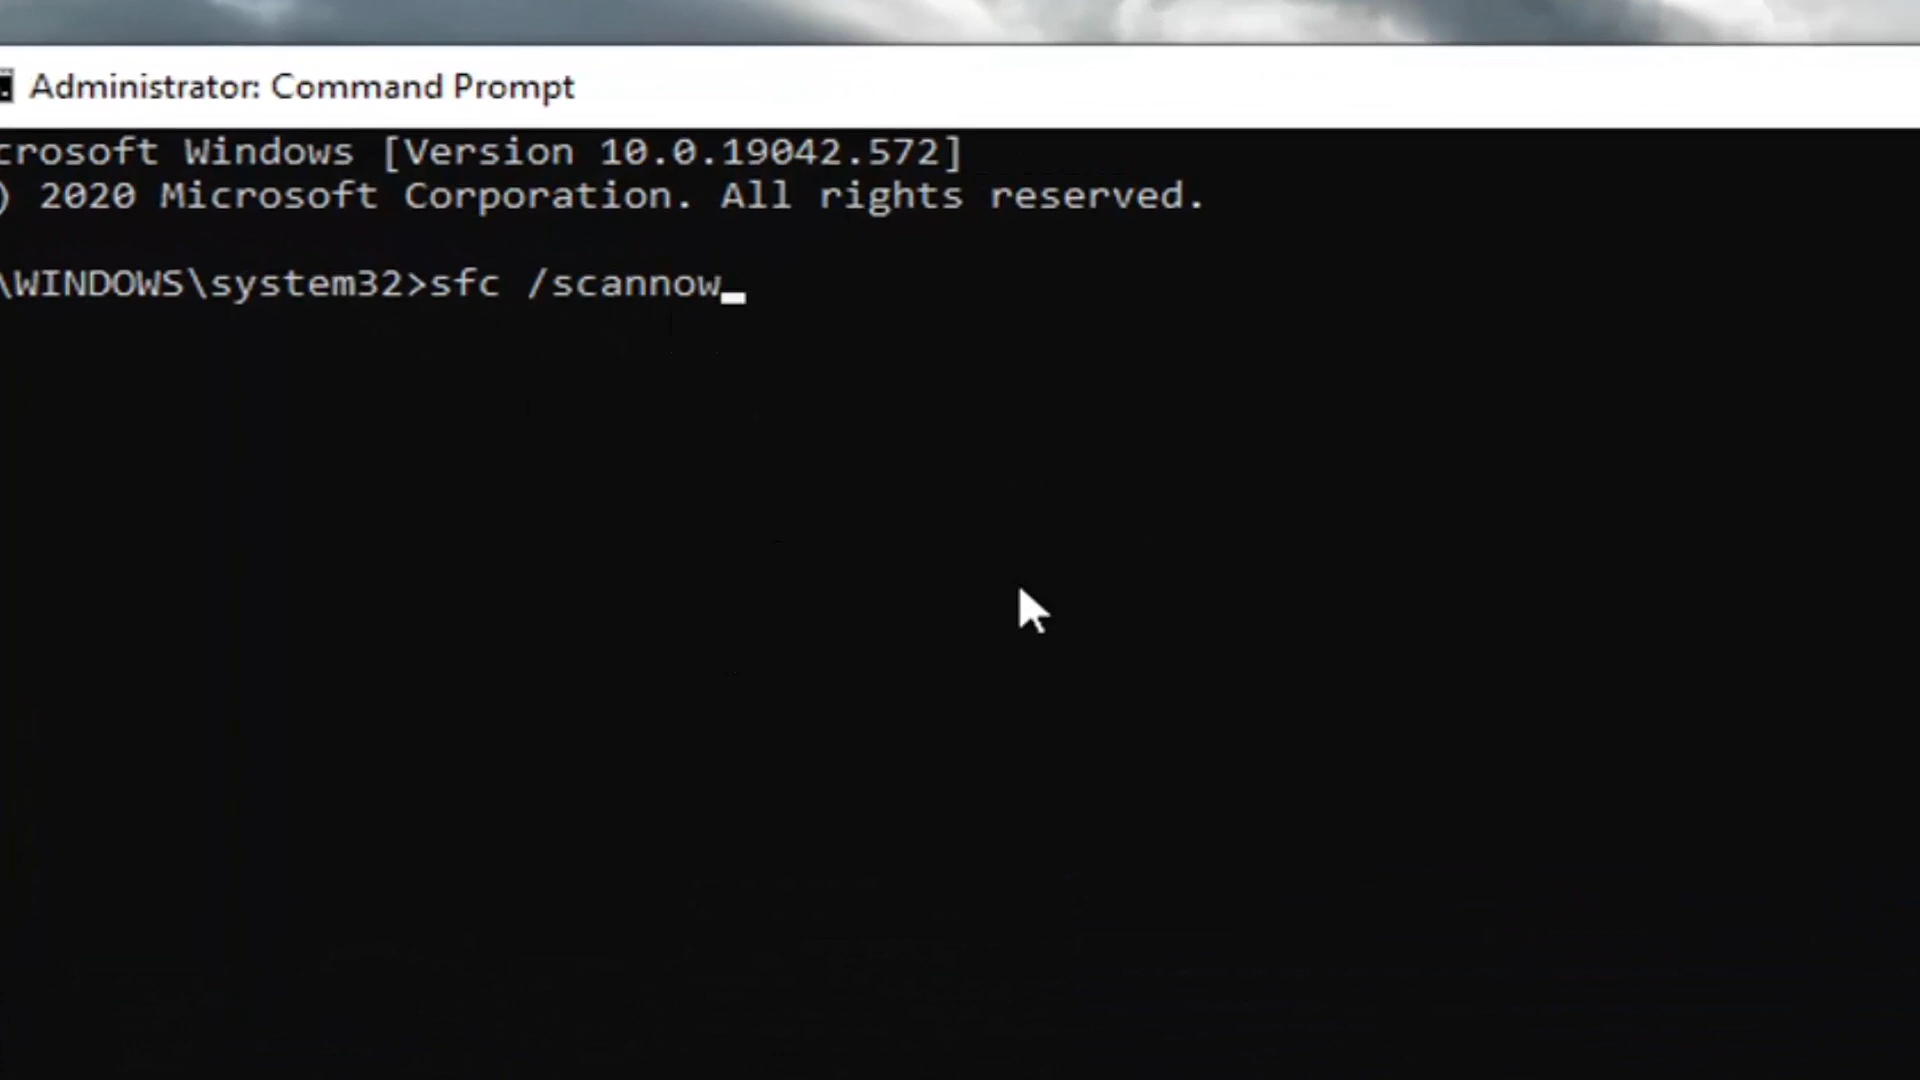 Administrator: Command Prompt
crosoft Windows [Version 10.0.19042.572]
) 2020 Microsoft Corporation. All rights reserved.
\WINDOWS\system32>sfc /scannow